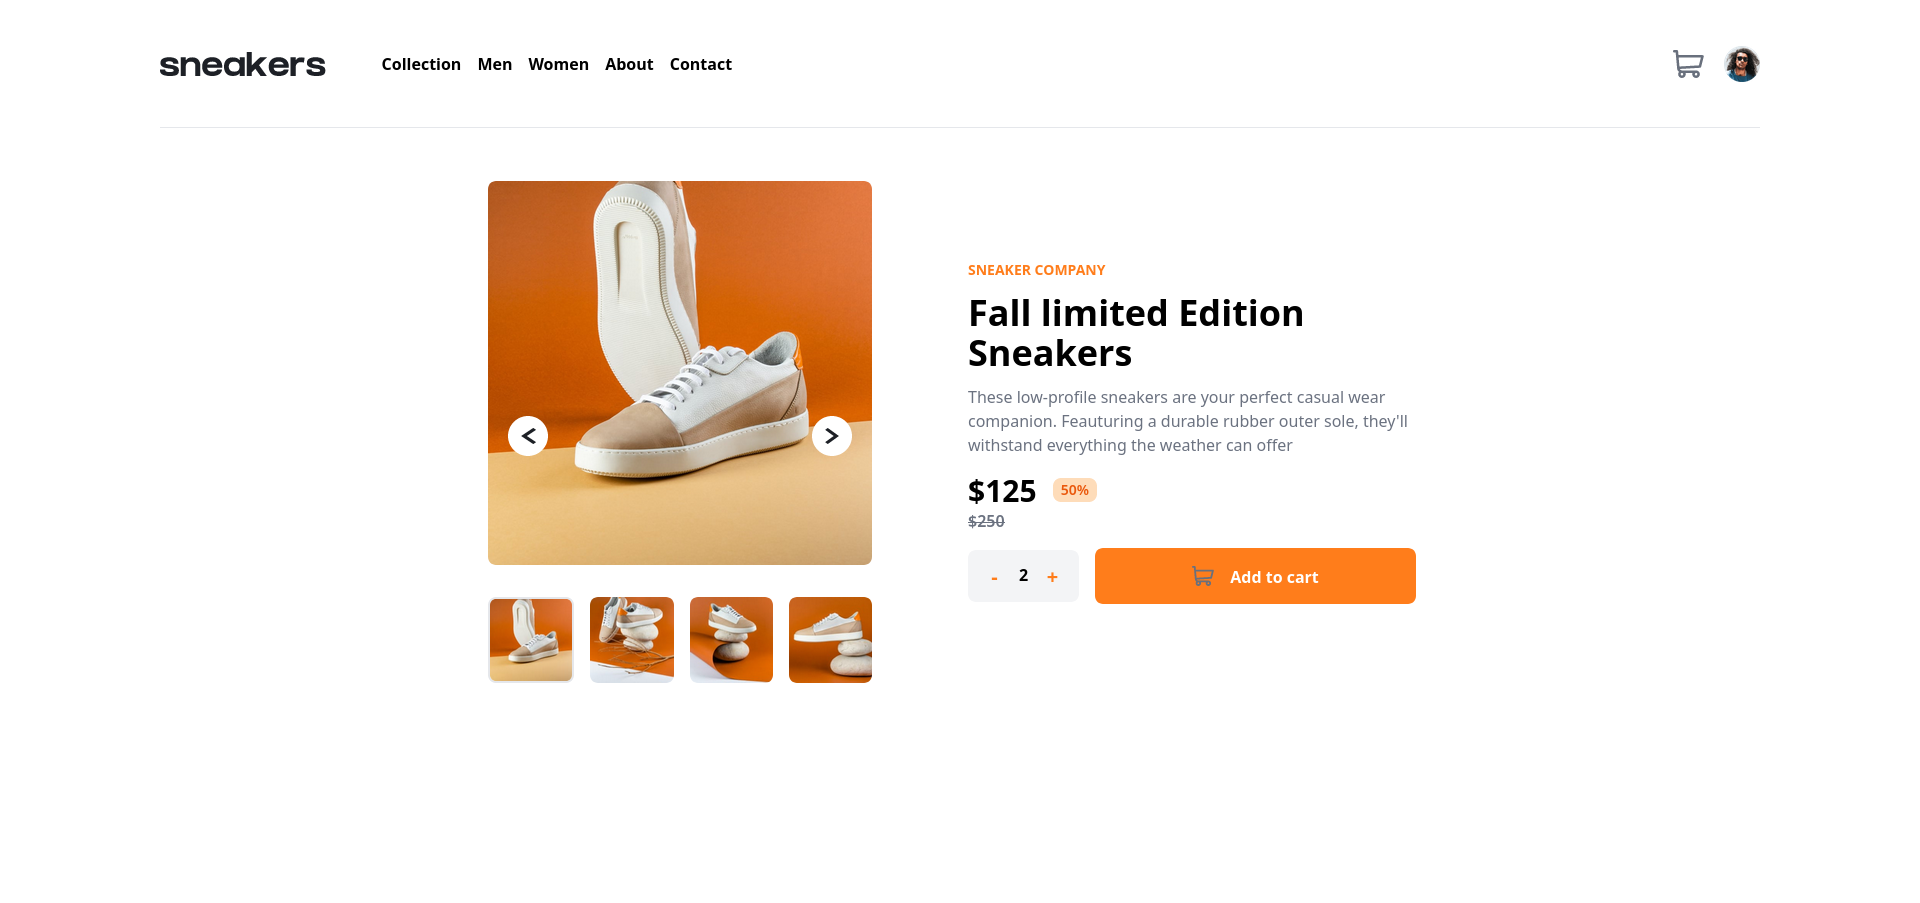 sneakers
Collection Men Women About Contact
SNEAKER COMPANY
Fall limited Edition
Sneakers
These low-profile sneakers are your perfect casual wear
companion. Feauturing a durable rubber outer sole, they'll
withstand everything the weather can offer
$125 50%
$250
- 2 + Add to cart